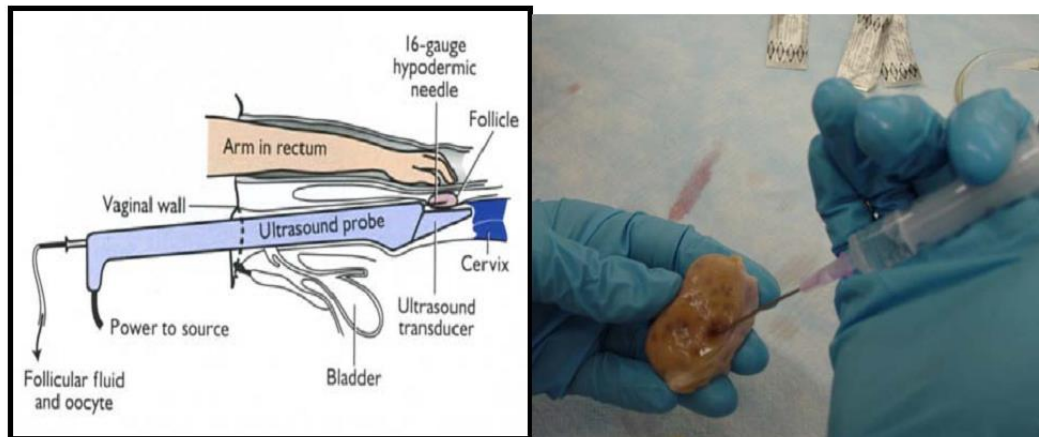 16-gauge
hypodermic
needle
Follicle
Arm in rectum
Vaginal wall
Ultrasound probe
Cervix
Power to source
Ultrasound
transducer
Bladder
Follicular fluid
and oocyte